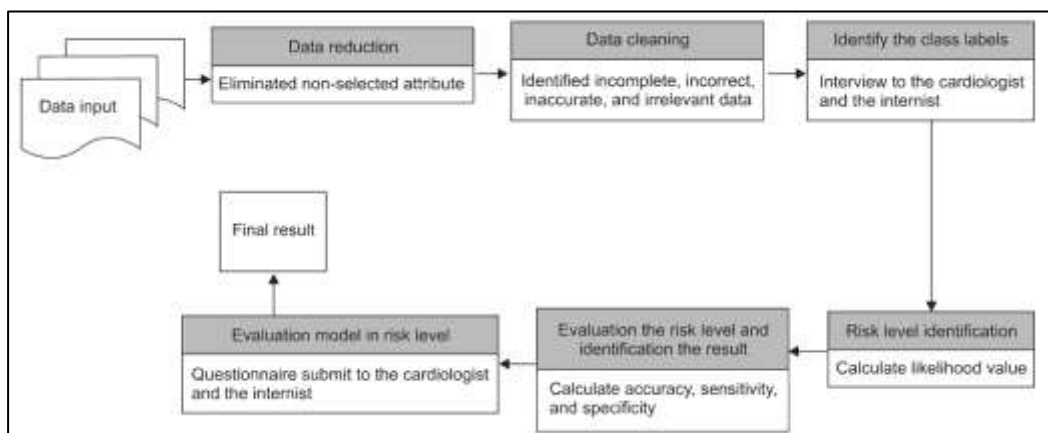 Data input
Data reduction
Eliminated non-selected attribute
Data cleaning
Identified incomplete, incorrect,
inaccurate, and irrelevant data
Identify the class labels
Interview to the cardiologist
and the internist
Risk level identification
Calculate likelihood value
Evaluation the risk level and
identification the result
Calculate accuracy, sensitivity,
and specificity
Evaluation model in risk level
Questionnaire submit to the cardiologist
and the internist
Final result